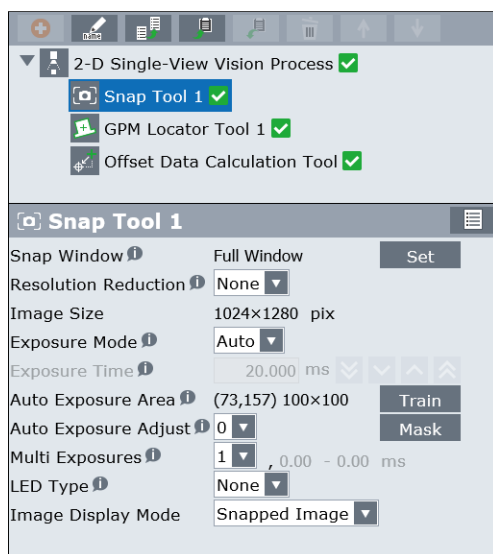 name
2-D Single-View Vision Process
Snap Tool 1
GPM Locator Tool 1
Offset Data Calculation Tool
Snap Tool 1
Snap Window Full Window Set
Resolution Reduction None
Image Size 1024×1280 pix
Exposure Mode Auto
Exposure Time 20.000 ms
Auto Exposure Area (73,157) 100×100 Train
Auto Exposure Adjust 0 Mask
Multi Exposures 1 , 0.00 - 0.00 ms
LED Type None
Image Display Mode Snapped Image